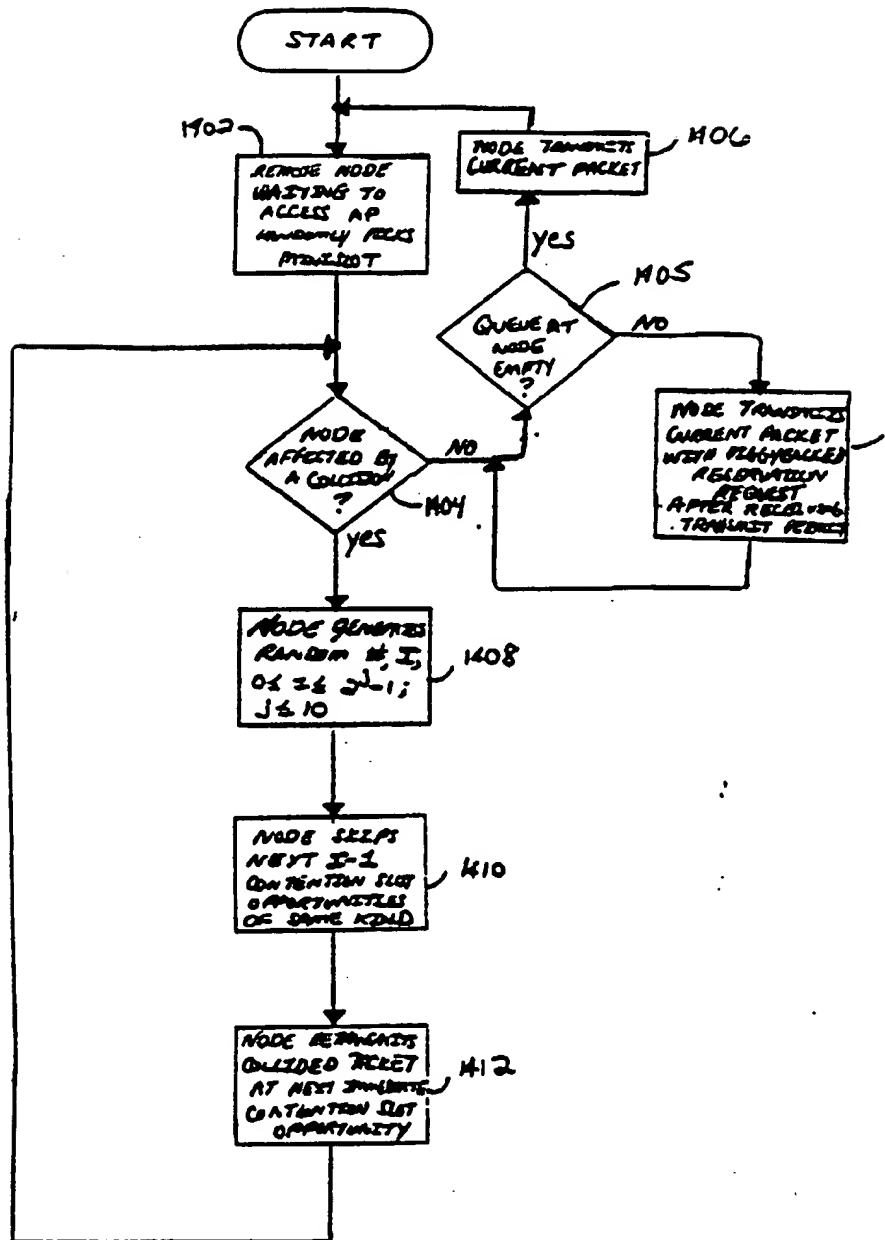 START
1402
REMOTE NODE
WAITING TO
ACCESS AP
RANDOMLY PICKS
MINISLOT
NODE TRANSMITS
CURRENT PACKET
1406
yes
1405
QUEUE AT
NODE
EMPTY
?
NO
NODE TRANSMITS
CURRENT PACKET
WITH PIGGYBACKED
RESERVATION
REQUEST
AFTER RECEIVING
TRANSMIT PERMIT
NODE
AFFECTED BY
A COLLISION
?
NO
1404
yes
NODE GENERATES
RANDOM #, I,
0≤ I ≤ 2^j-1;
j ≤ 10
1408
NODE SKIPS
NEXT I-1
CONTENTION SLOT
OPPORTUNITIES
OF SAME KIND
1410
NODE RETRANSMITS
COLLIDED PACKET
AT NEXT IMMEDIATE
CONTENTION SLOT
OPPORTUNITY
1412